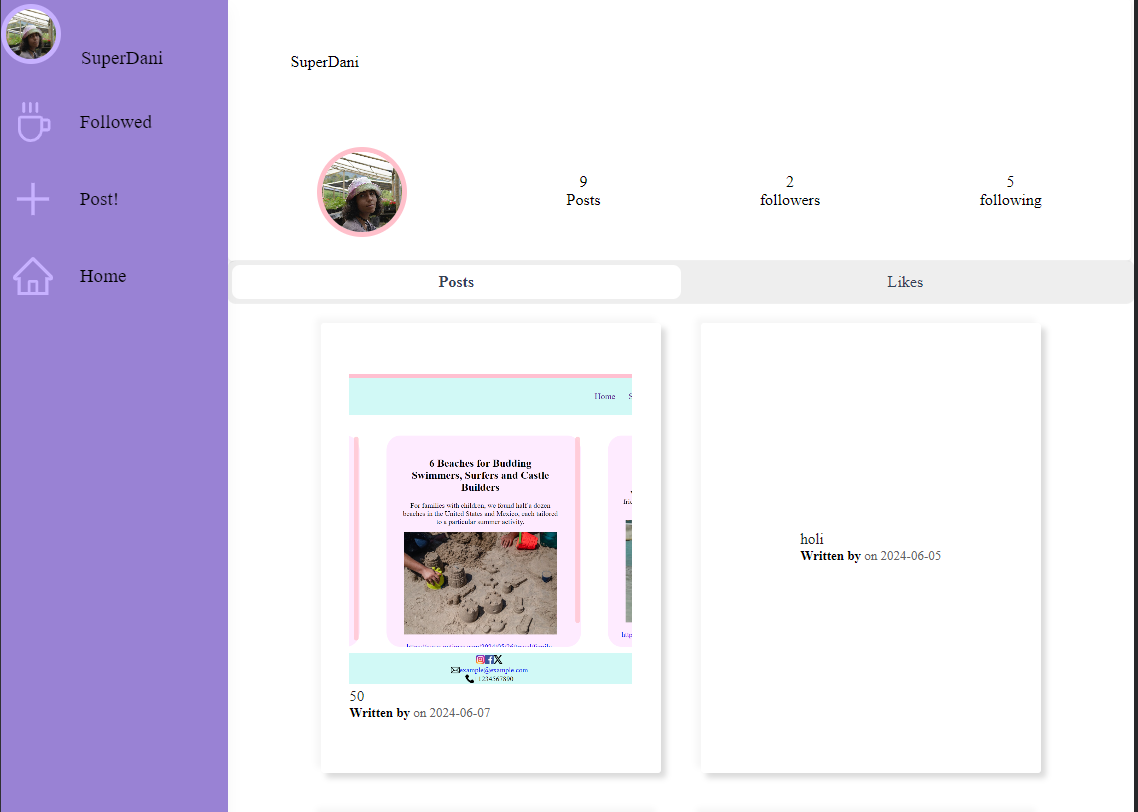 SuperDani
Followed
Post!
Home
SuperDani
9
Posts
2
followers
5
following
Posts
Likes
Home
6 Beaches for Budding
Swimmers, Surfers and Castle
Builders
For families with children, we found half a dozen
beaches in the United States and Mexico, each tailored
to a particular summer activity.
example@example.com
1234567890
50
Written by on 2024-06-07
holi
Written by on 2024-06-05